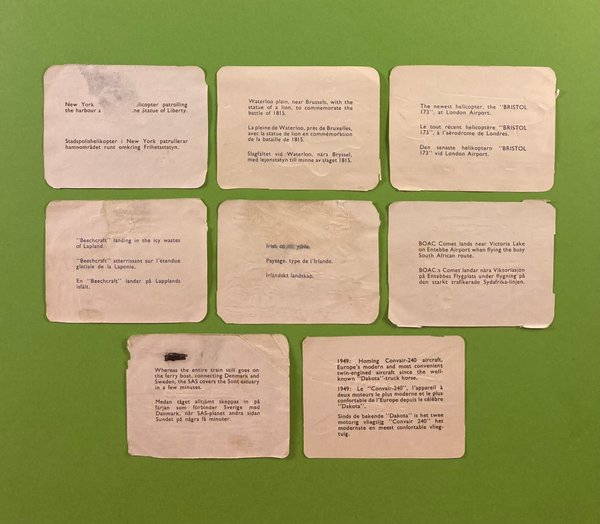 New York elicopter patrolling
the harbour a ne Statue of Liberty.
Stadspolishelikopter i New York patrullerar
hamnområdet runt omkring Frihetsstatyn.
Waterloo plain, near Brussels, with the
statue of a lion, to commemorate the
battle of 1815.
La pleine de Waterloo, près de Bruxelles,
avec la statue de lion en commémoration
de la bataille de 1815.
Slagfältet vid Waterloo, nära Bryssel,
med lejonstatyn till minne av slaget 1815.
The newest helicopter, the "BRISTOL
173", at London Airport.
Le tout récent helicoptère "BRISTOL
173", à l'aérodrome de Londres.
Den senaste helikoptern "BRISTOL
173" vid London Airport.
"Beechcraft" landing in the icy wastes
of Lapland.
"Beechcraft" atterrissant sur l'étendue
glaciale de la Laponie.
En "Beechcraft" landar på Lapplands
isfält.
Irish
Paysage, type de l'Irlande.
Irländskt landskap.
BOAC Comet lands near Victoria Lake
on Entebbe Airport when flying the busy
South African route.
BOAC:s Comet landar nära Viktoriasjön
på Entebbes Flygplats under flygning på
den starkt trafikerade Sydafrika-linjen.
Whereas the entire train still goes on
the ferry boat, connecting Denmark and
Sweden, the SAS covers the Sont estuary
in a few minutes.
Medan tåget alltjämt skeppas in på
färjan som förbinder Sverige med
Danmark, når SAS-planet andra sidan
Sundet på några få minuter.
1949: Homing Convair-240 aircraft,
Europe's modern and most convenient
twin-engined aircraft since the well-
known "Dakota"-truck horse.
1949: Le "Convair-240", l'appareil à
deux moteurs le plus moderne et le plus
confortable de l'Europe depuis le célèbre
"Dakota".
Sinds de bekende "Dakota" is het twee
motorig vliegtuig "Convair 240" het
modernste en meest confortable vlieg-
tuig.